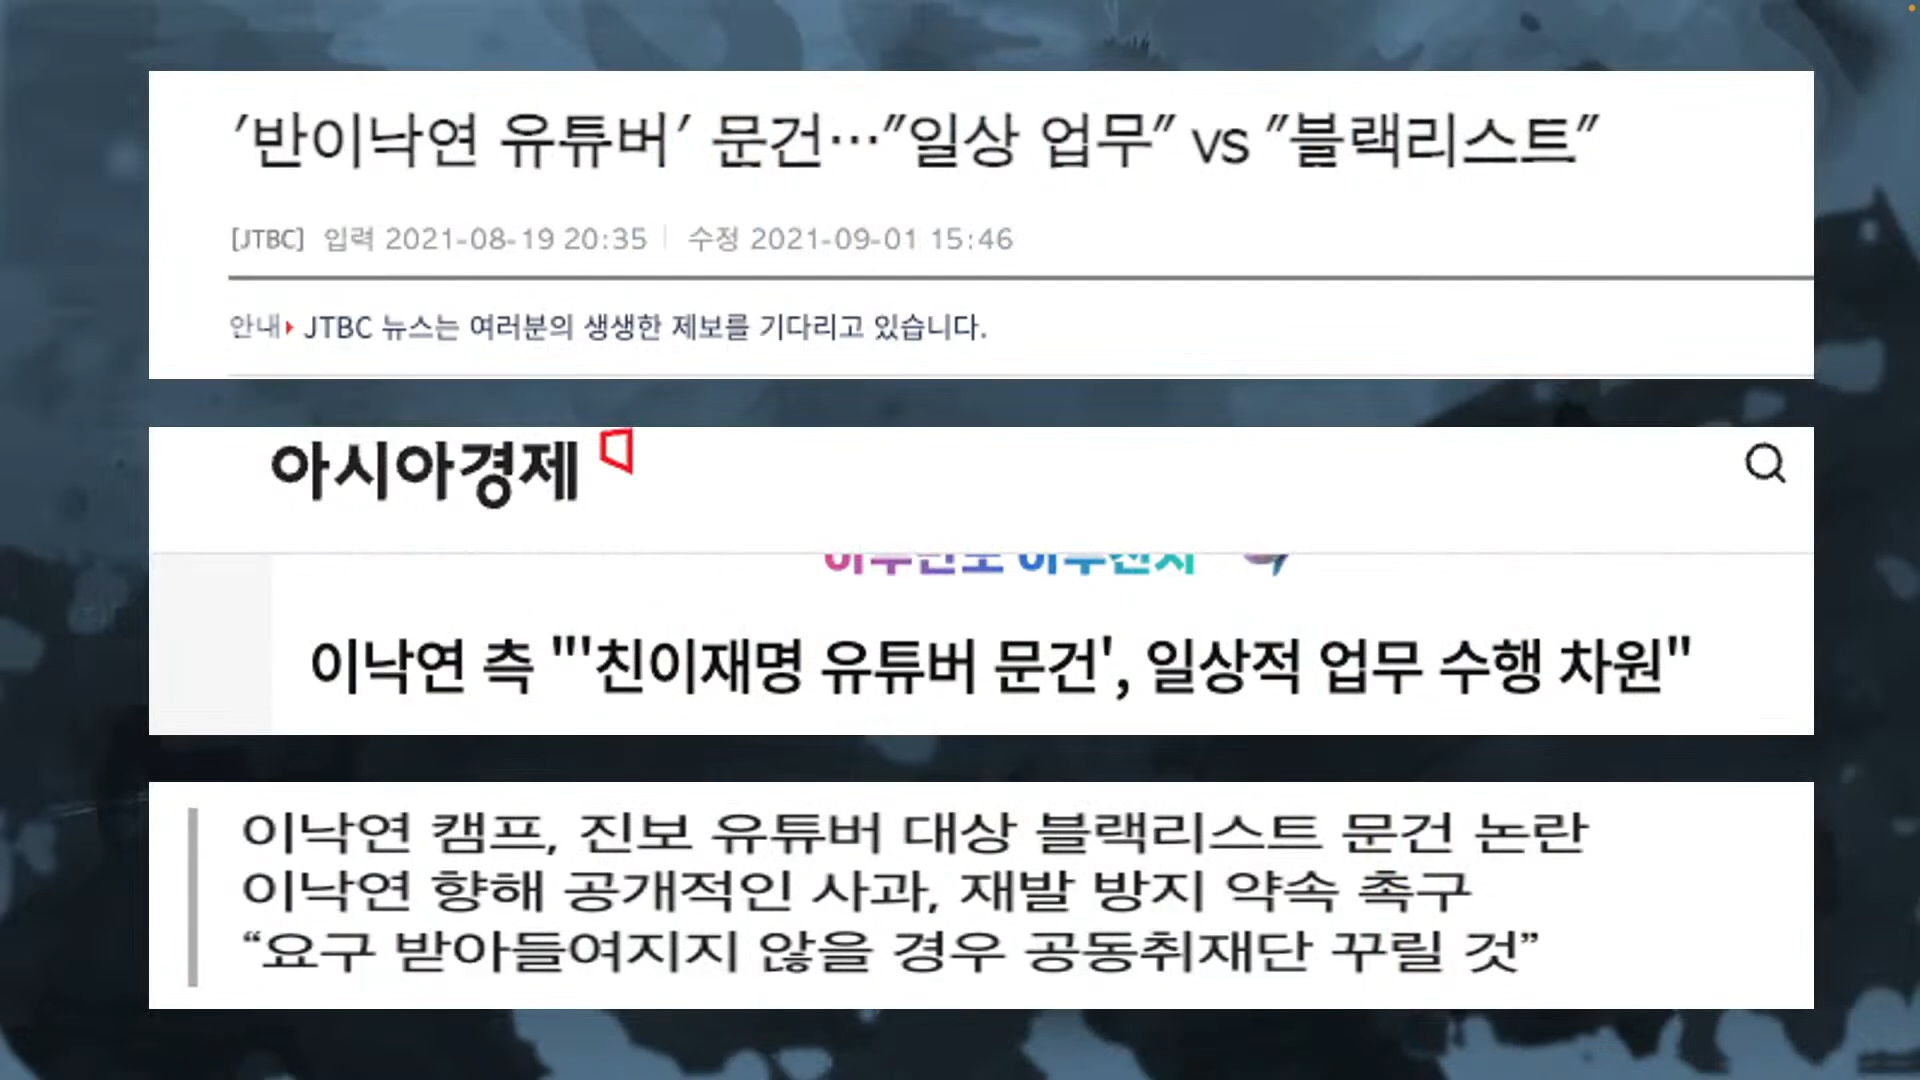 '반이낙연 유튜버' 문건…"일상 업무" vs "블랙리스트"
[JTBC] 입력 2021-08-19 20:35 | 수정 2021-09-01 15:46
안내 JTBC 뉴스는 여러분의 생생한 제보를 기다리고 있습니다.
아시아경제
이낙연 측 "'친이재명 유튜버 문건', 일상적 업무 수행 차원"
이낙연 캠프, 진보 유튜버 대상 블랙리스트 문건 논란
이낙연 향해 공개적인 사과, 재발 방지 약속 촉구
“요구 받아들여지지 않을 경우 공동취재단 꾸릴 것”